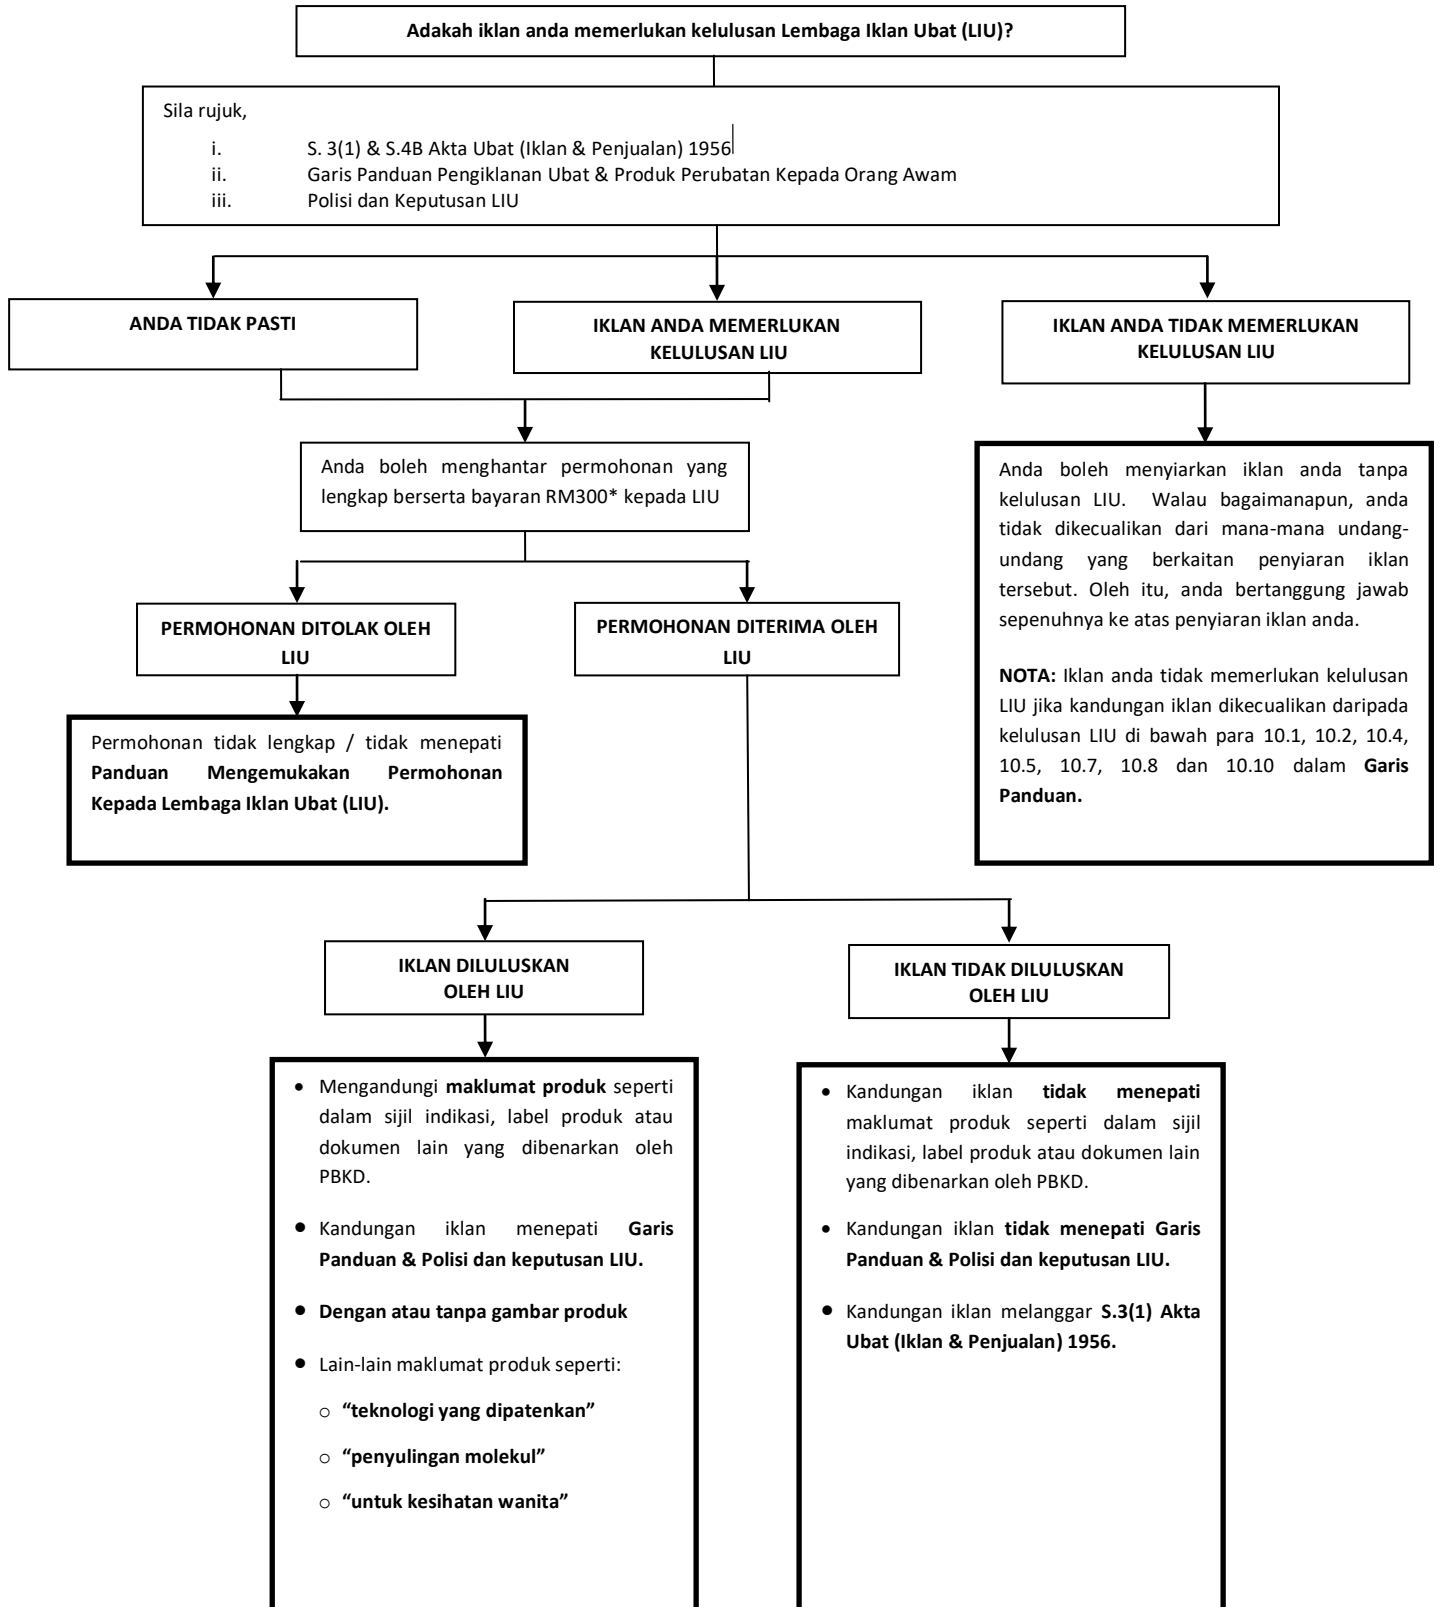 Adakah iklan anda memerlukan kelulusan Lembaga Iklan Ubat (LIU)?
Sila rujuk,
i. S. 3(1) & S.4B Akta Ubat (Iklan & Penjualan) 1956
ii. Garis Panduan Pengiklanan Ubat & Produk Perubatan Kepada Orang Awam
iii. Polisi dan Keputusan LIU
ANDA TIDAK PASTI
IKLAN ANDA MEMERLUKAN
KELULUSAN LIU
IKLAN ANDA TIDAK MEMERLUKAN
KELULUSAN LIU
Anda boleh menghantar permohonan yang
lengkap berserta bayaran RM300* kepada LIU
Anda boleh menyiarkan iklan anda tanpa
kelulusan LIU. Walau bagaimanapun, anda
tidak dikecualikan dari mana-mana undang-
undang yang berkaitan penyiaran iklan
tersebut. Oleh itu, anda bertanggung jawab
sepenuhnya ke atas penyiaran iklan anda.
NOTA: Iklan anda tidak memerlukan kelulusan
LIU jika kandungan iklan dikecualikan daripada
kelulusan LIU di bawah para 10.1, 10.2, 10.4,
10.5, 10.7, 10.8 dan 10.10 dalam Garis
Panduan.
PERMOHONAN DITOLAK OLEH
LIU
PERMOHONAN DITERIMA OLEH
LIU
Permohonan tidak lengkap / tidak menepati
Panduan Mengemukakan Permohonan
Kepada Lembaga Iklan Ubat (LIU).
IKLAN DILULUSKAN
OLEH LIU
IKLAN TIDAK DILULUSKAN
OLEH LIU
• Mengandungi maklumat produk seperti
dalam sijil indikasi, label produk atau
dokumen lain yang dibenarkan oleh
PBKD.
• Kandungan iklan menepati Garis
Panduan & Polisi dan keputusan LIU.
• Dengan atau tanpa gambar produk
• Lain-lain maklumat produk seperti:
o “teknologi yang dipatenkan”
o “penyulingan molekul”
o “untuk kesihatan wanita”
• Kandungan iklan tidak menepati
maklumat produk seperti dalam sijil
indikasi, label produk atau dokumen lain
yang dibenarkan oleh PBKD.
• Kandungan iklan tidak menepati Garis
Panduan & Polisi dan keputusan LIU.
• Kandungan iklan melanggar S.3(1) Akta
Ubat (Iklan & Penjualan) 1956.